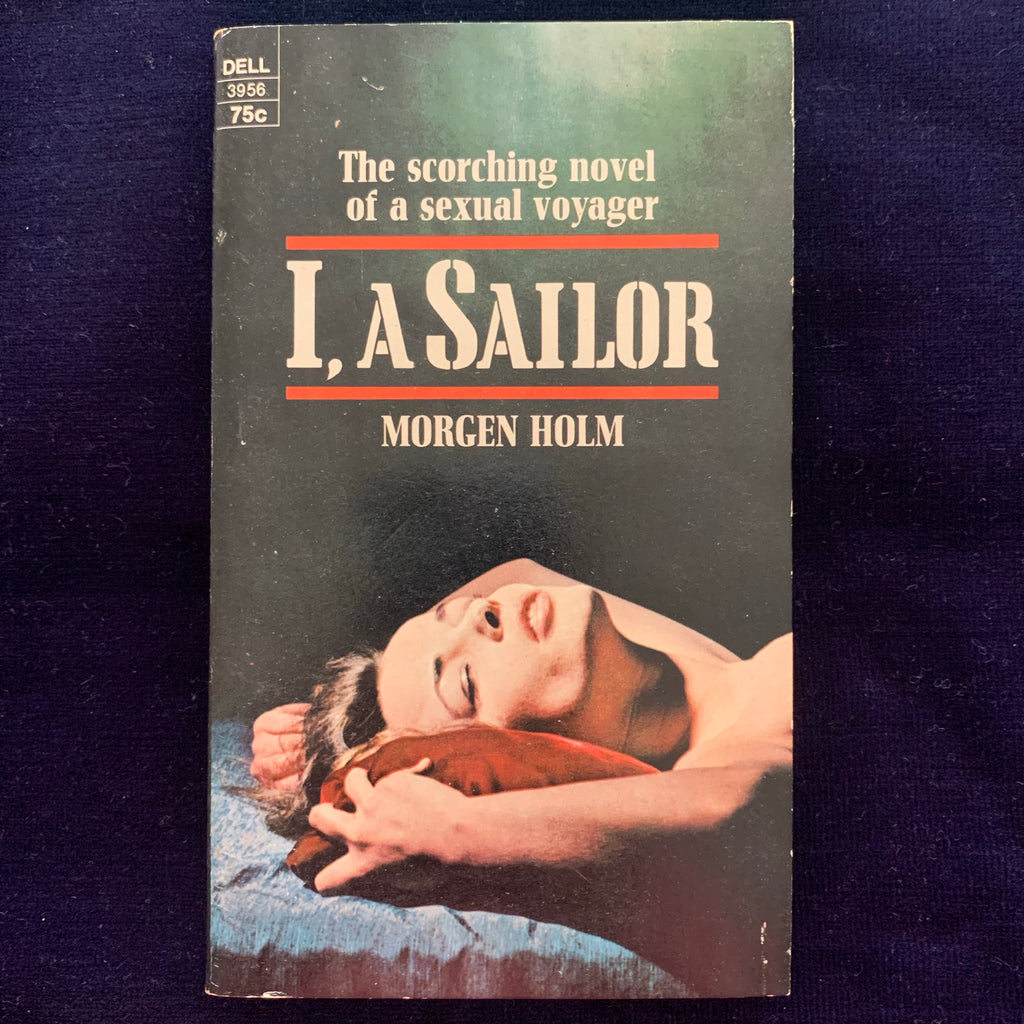 DELL
3956
75c
The scorching novel
of a sexual voyager
I, A SAILOR
MORGEN HOLM